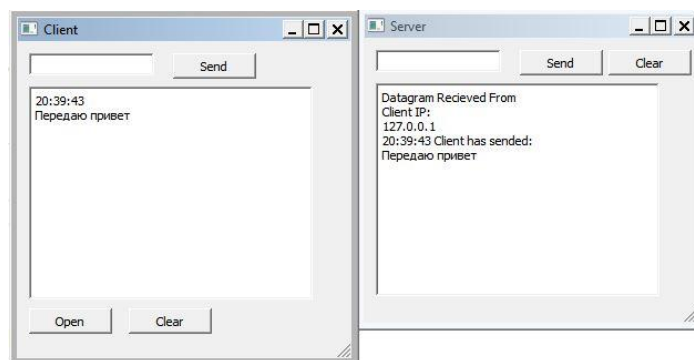 Client
Send
20:39:43
Передаю привет
Open
Clear
Server
Send
Clear
Datagram Recieved From
Client IP:
127.0.0.1
20:39:43 Client has sended:
Передаю привет